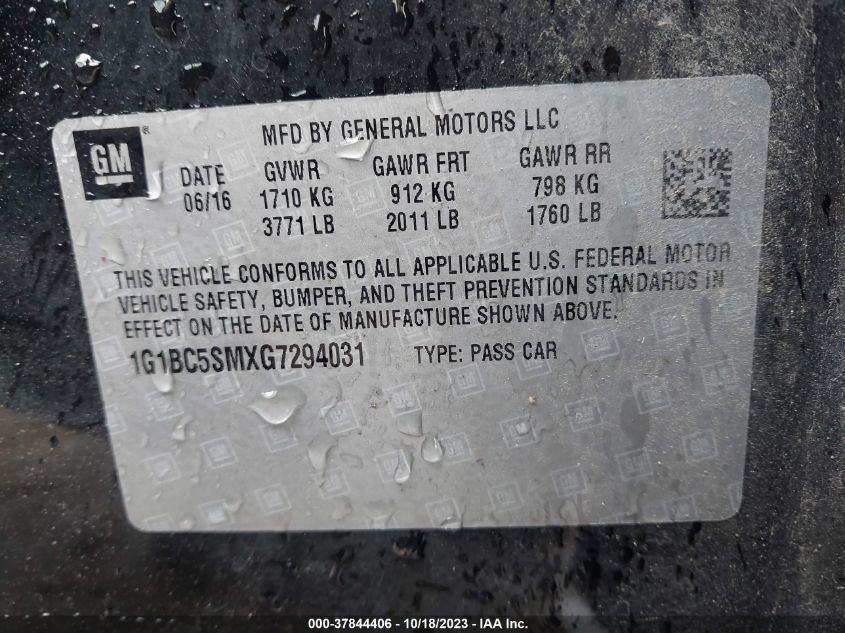 MFD BY GENERAL MOTORS LLC
GM®
DATE GVWR GAWR FRT GAWR RR
06/16 1710 KG 912 KG 798 KG
3771 LB 2011 LB 1760 LB
THIS VEHICLE CONFORMS TO ALL APPLICABLE U.S. FEDERAL MOTOR
VEHICLE SAFETY, BUMPER, AND THEFT PREVENTION STANDARDS IN
EFFECT ON THE DATE OF MANUFACTURE SHOWN ABOVE.
1G1BC5SMXG7294031 TYPE: PASS CAR
000-37844406 - 10/18/2023 - IAA Inc.